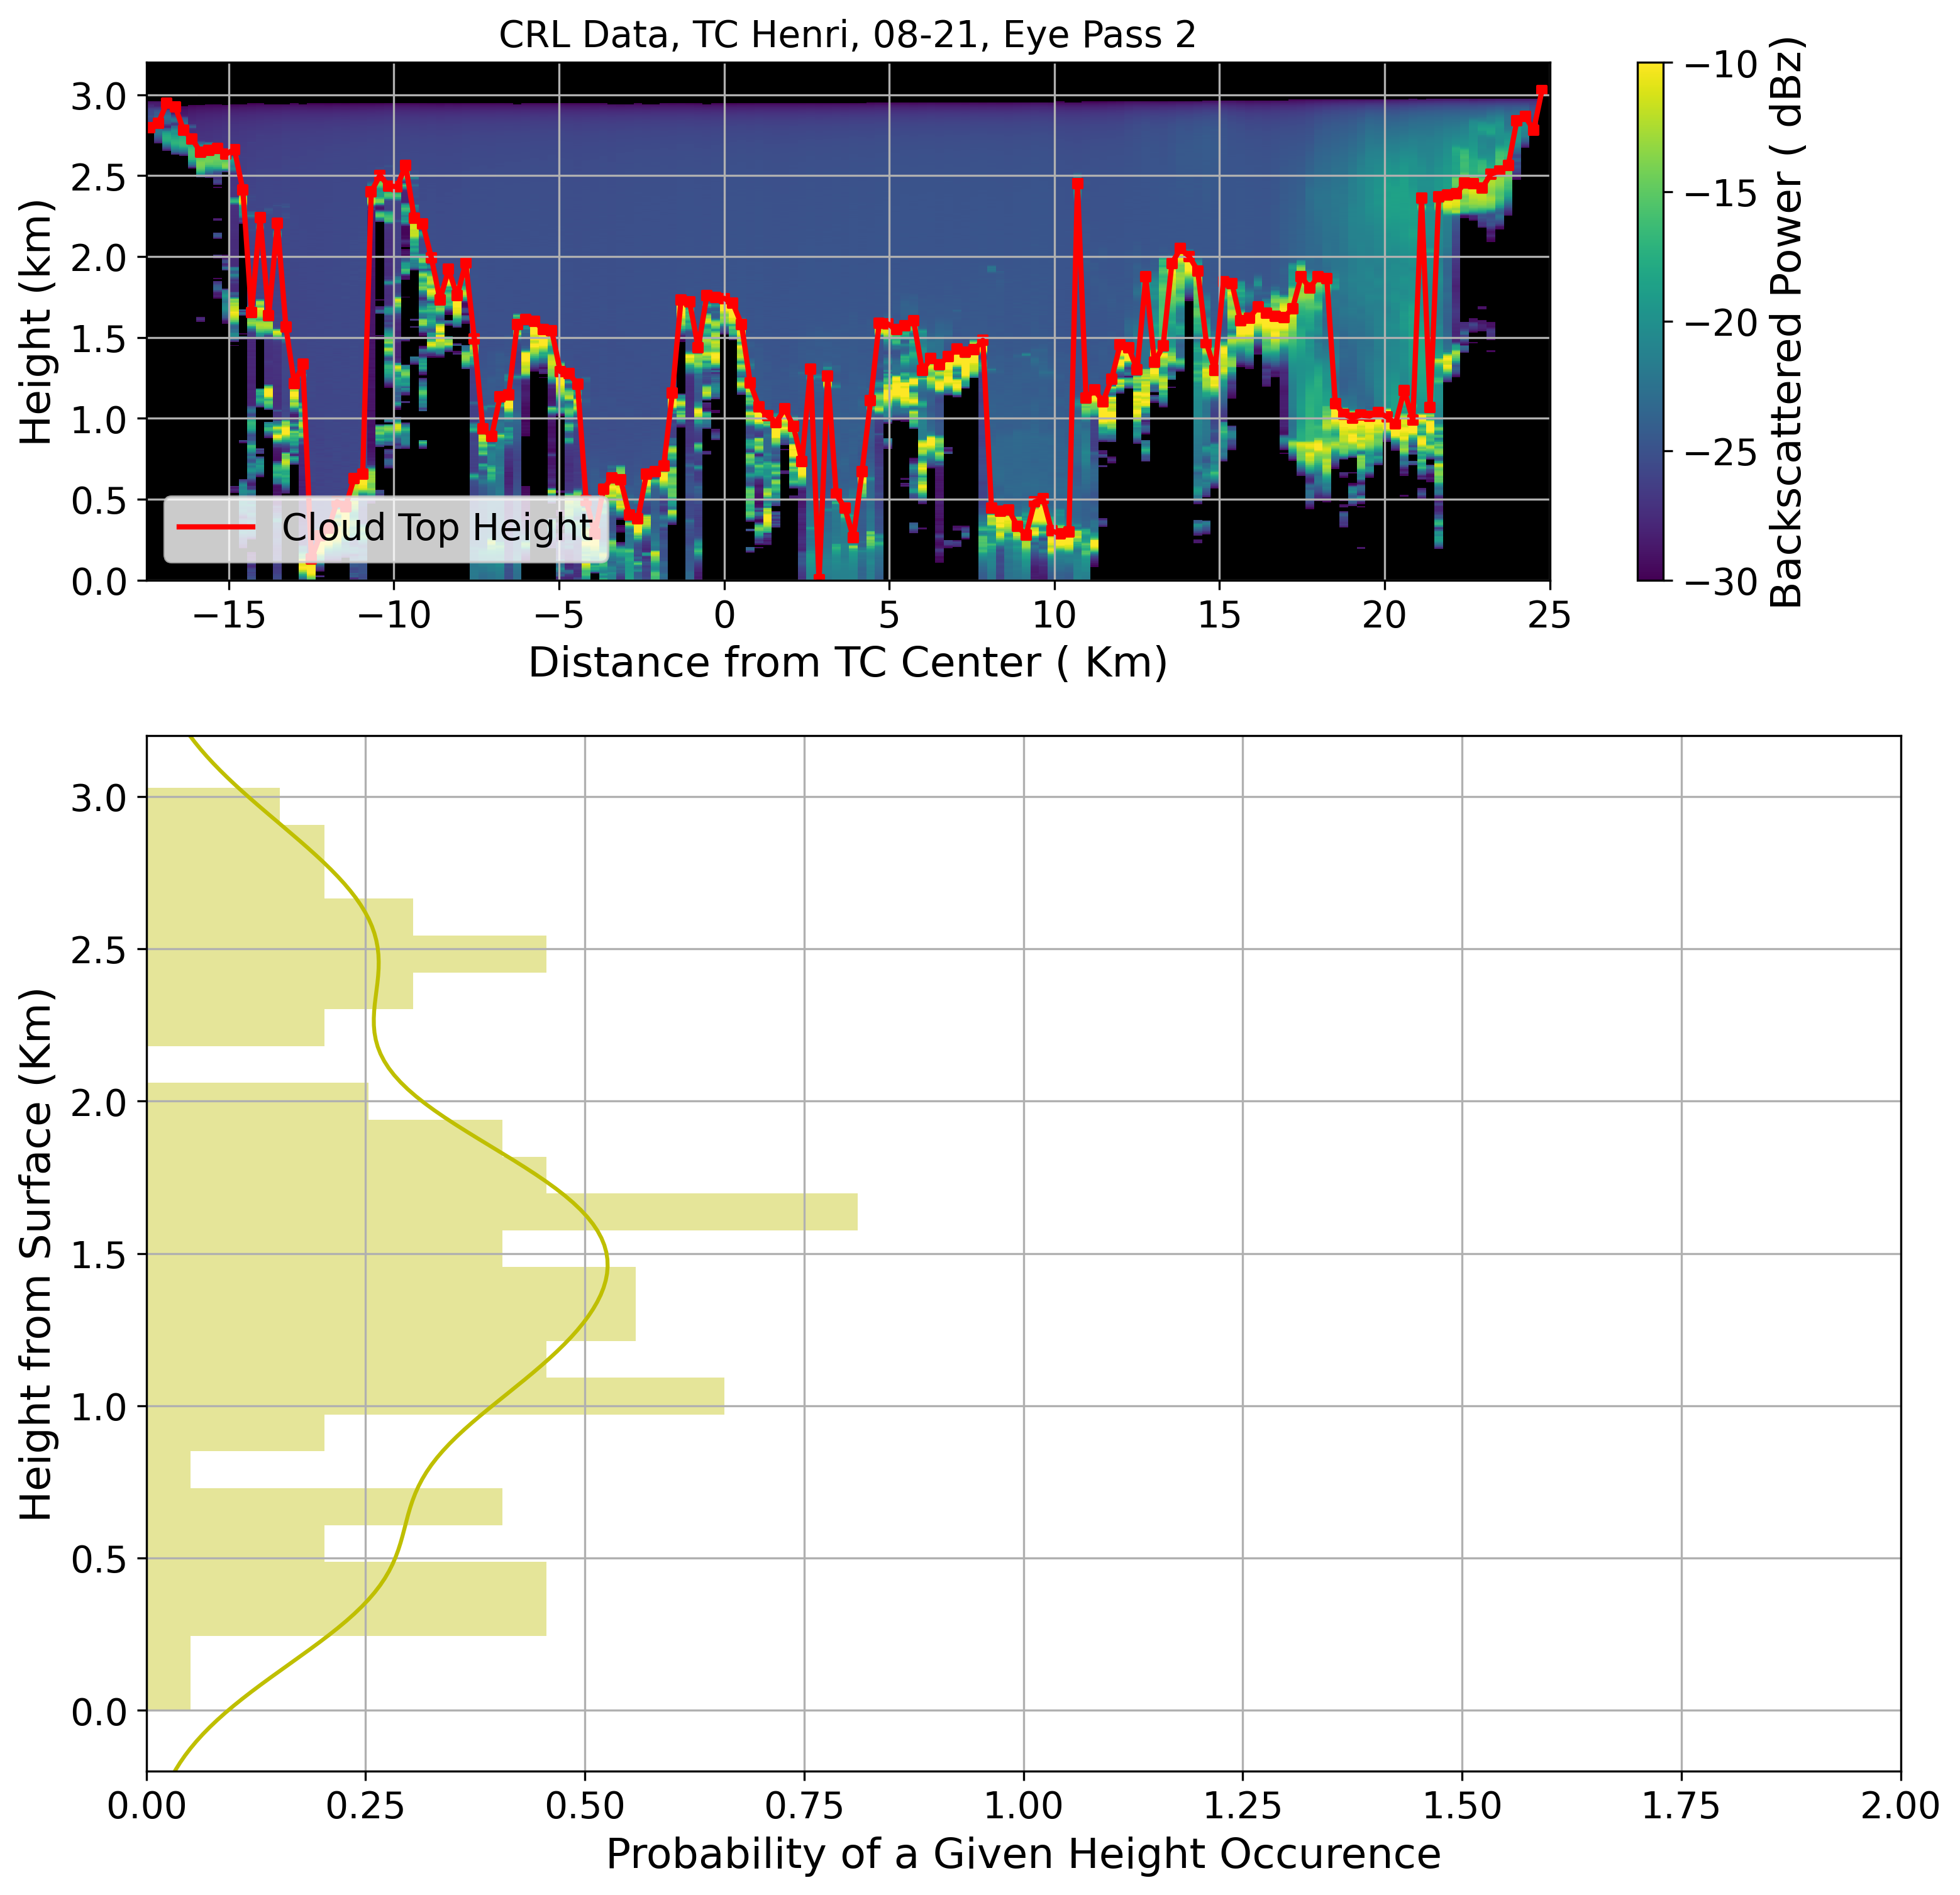 CRL Data, TC Henri, 08-21, Eye Pass 2
Height (km)
3.0
2.5
2.0
1.5
1.0
0.5
0.0
Cloud Top Height
−15 −10 −5 0 5 10 15 20 25
Distance from TC Center ( Km)
−10
−15
−20
−25
−30
Backscattered Power ( dBz)
Height from Surface (Km)
3.0
2.5
2.0
1.5
1.0
0.5
0.0
0.00 0.25 0.50 0.75 1.00 1.25 1.50 1.75 2.00
Probability of a Given Height Occurence